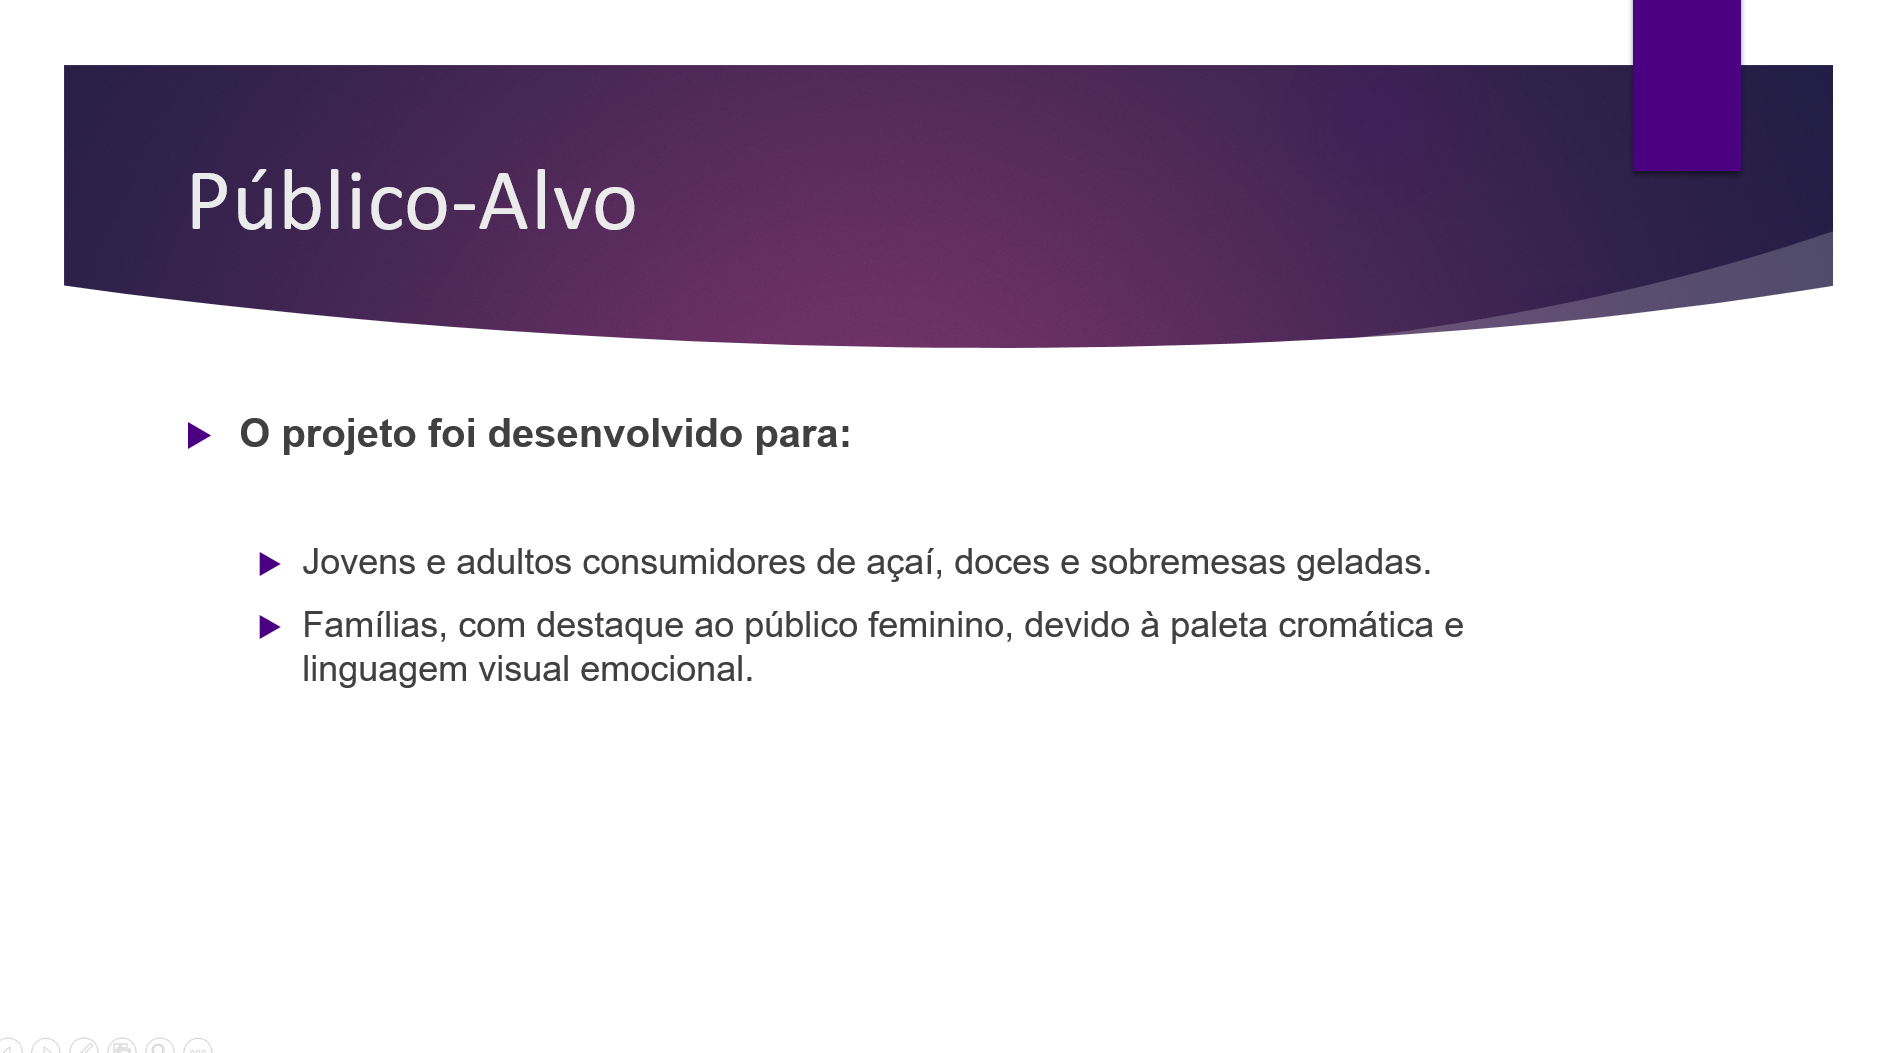 Público-Alvo
O projeto foi desenvolvido para:
Jovens e adultos consumidores de açaí, doces e sobremesas geladas.
Famílias, com destaque ao público feminino, devido à paleta cromática e
linguagem visual emocional.